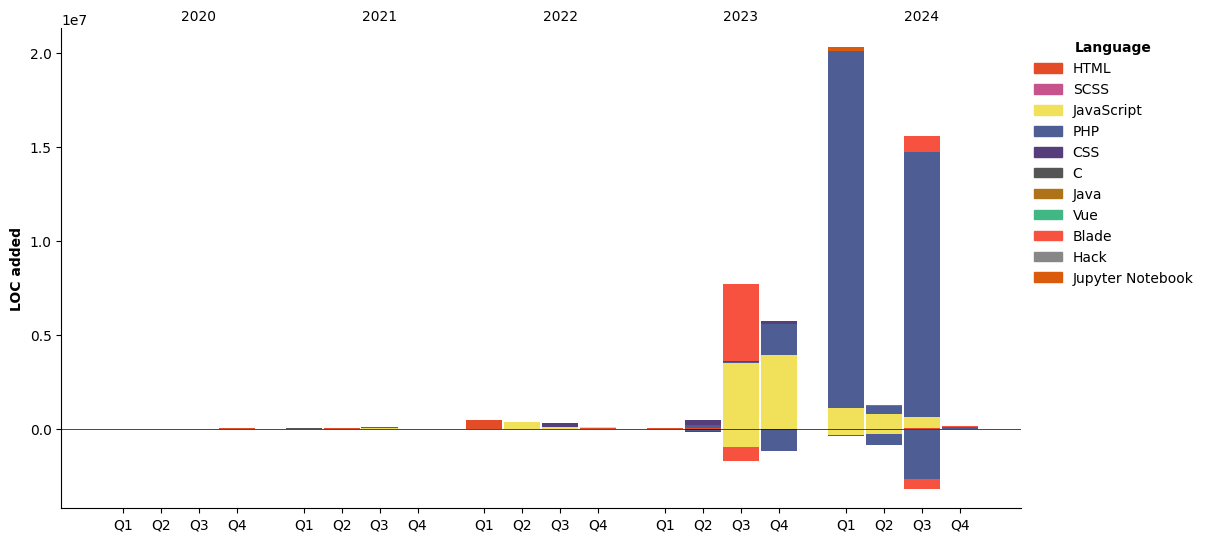 2020 2021 2022 2023 2024
1e7
Language
HTML
SCSS
JavaScript
PHP
CSS
C
Java
Vue
Blade
Hack
Jupyter Notebook
LOC added
2.0
1.5
1.0
0.5
0.0
Q1 Q2 Q3 Q4 Q1 Q2 Q3 Q4 Q1 Q2 Q3 Q4 Q1 Q2 Q3 Q4 Q1 Q2 Q3 Q4